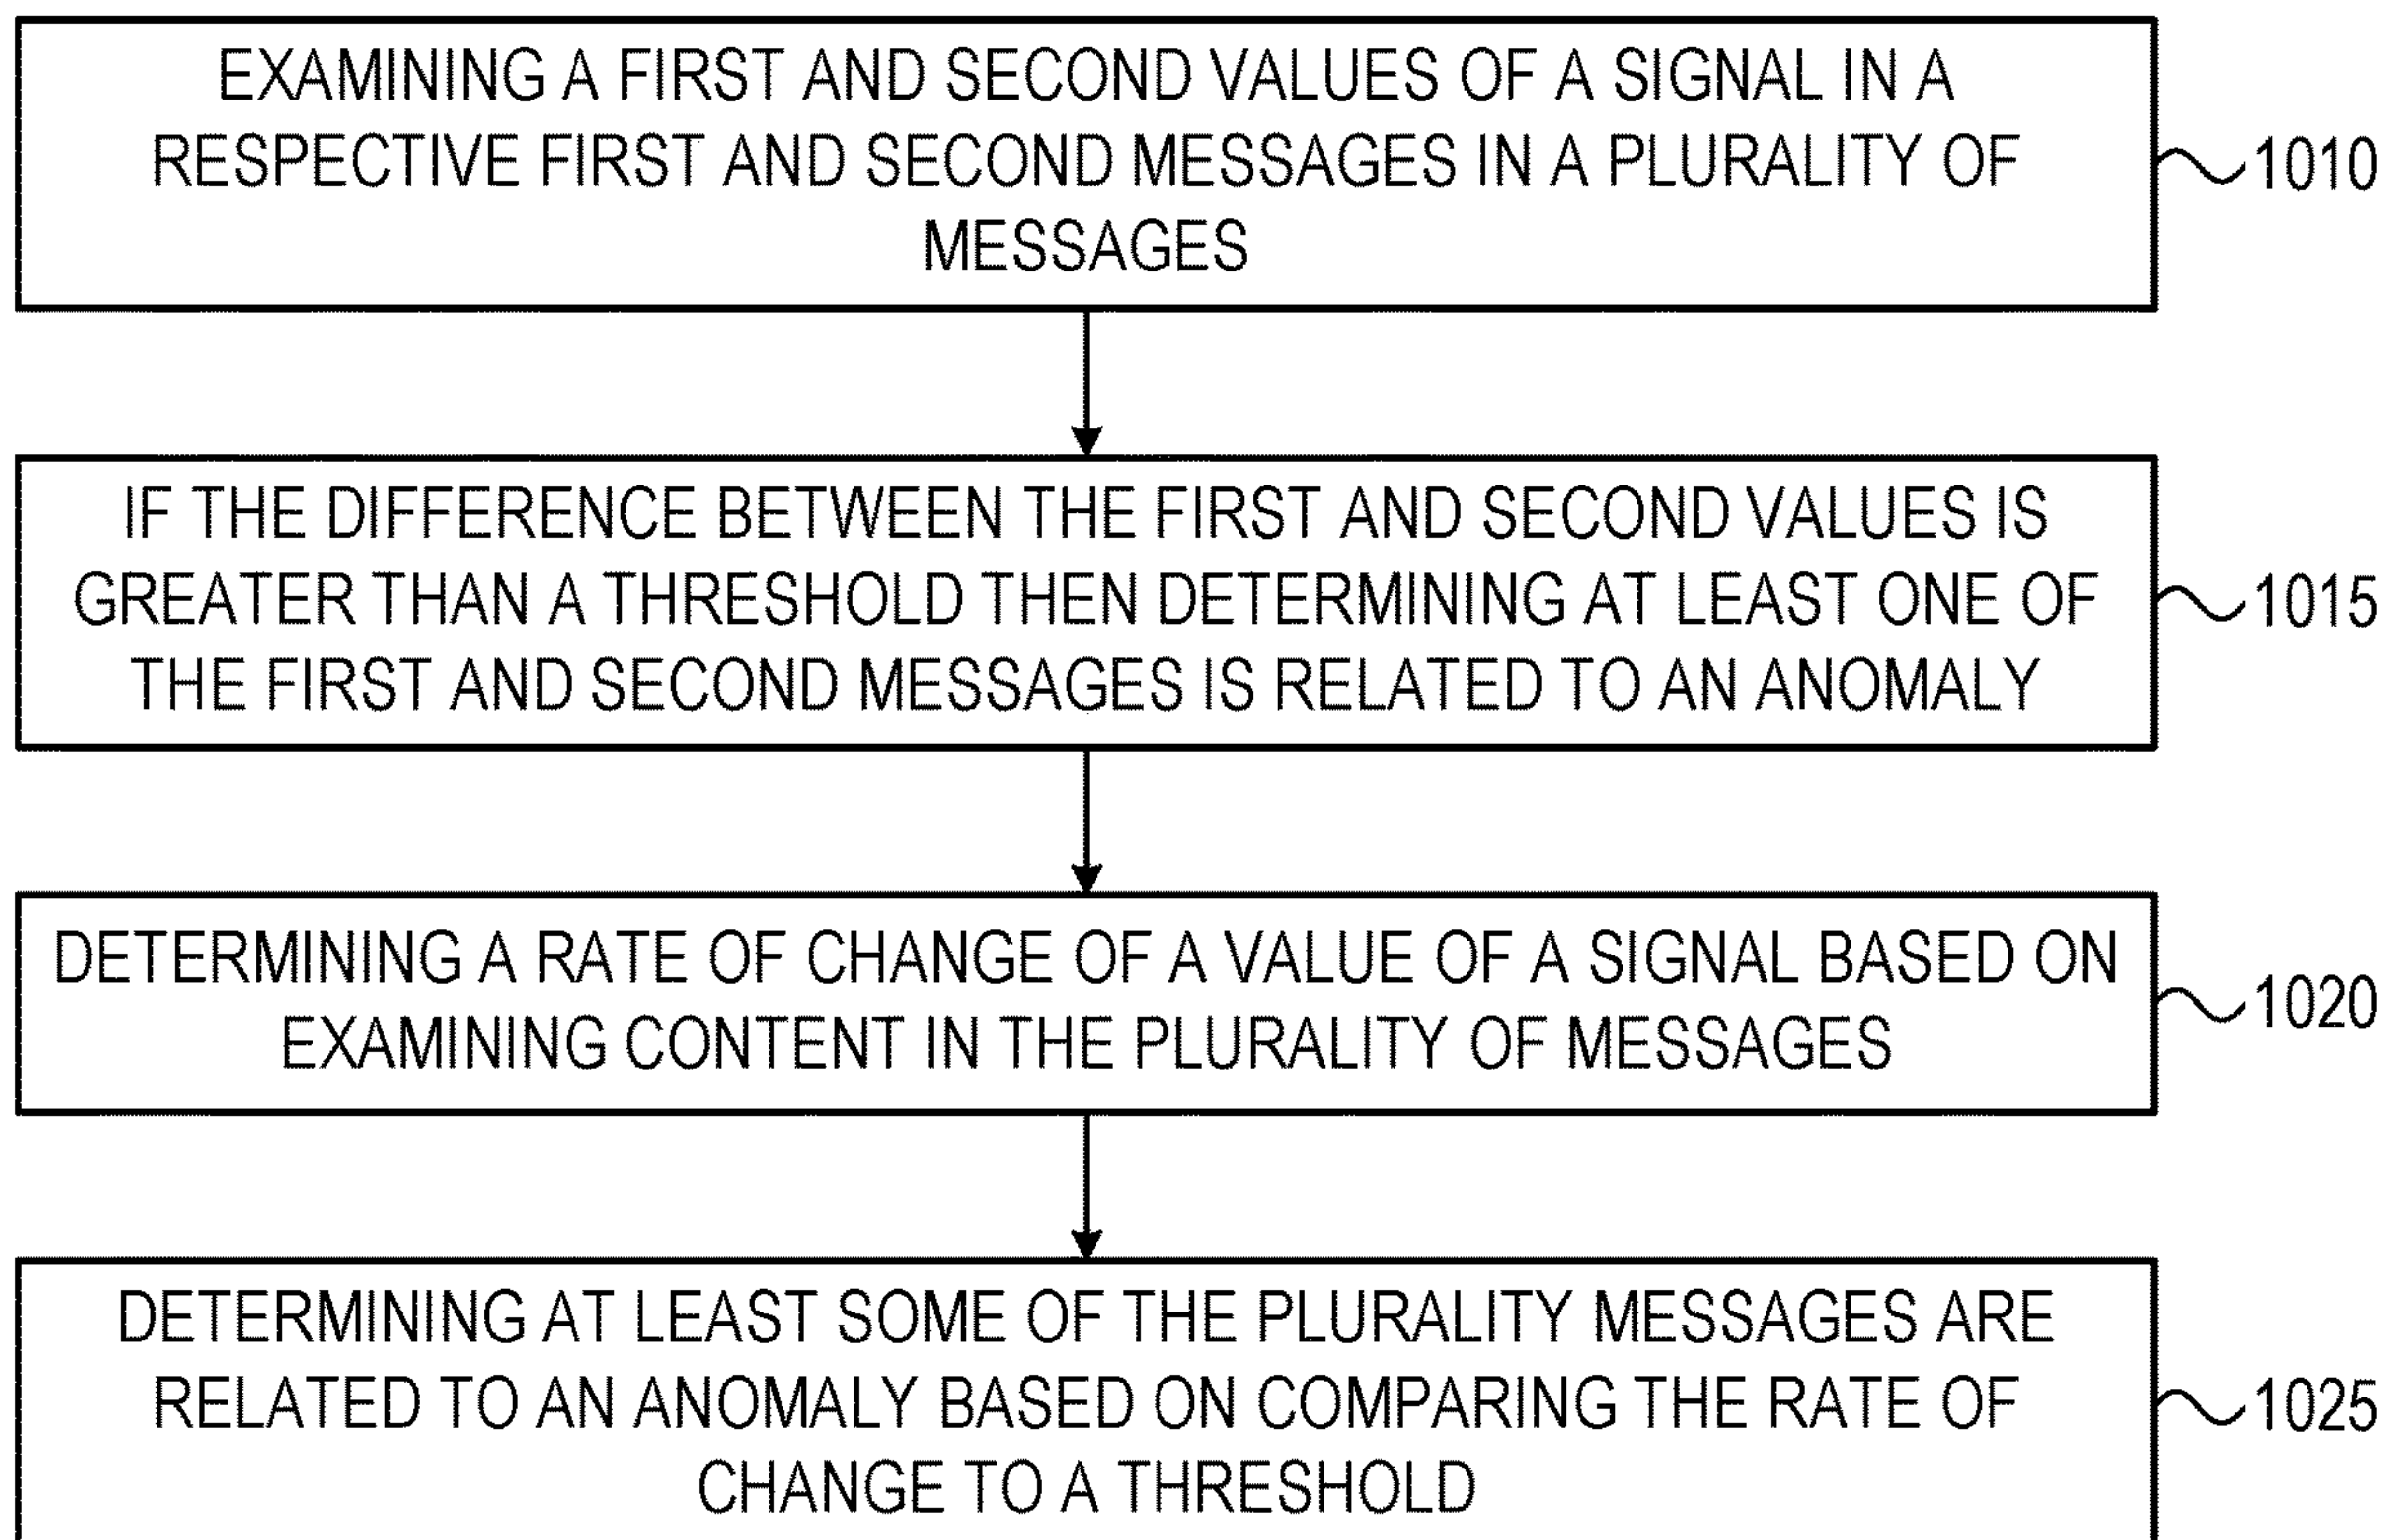 EXAMINING A FIRST AND SECOND VALUES OF A SIGNAL IN A
RESPECTIVE FIRST AND SECOND MESSAGES IN A PLURALITY OF
MESSAGES
1010
IF THE DIFFERENCE BETWEEN THE FIRST AND SECOND VALUES IS
GREATER THAN A THRESHOLD THEN DETERMINING AT LEAST ONE OF
THE FIRST AND SECOND MESSAGES IS RELATED TO AN ANOMALY
1015
DETERMINING A RATE OF CHANGE OF A VALUE OF A SIGNAL BASED ON
EXAMINING CONTENT IN THE PLURALITY OF MESSAGES
1020
DETERMINING AT LEAST SOME OF THE PLURALITY MESSAGES ARE
RELATED TO AN ANOMALY BASED ON COMPARING THE RATE OF
CHANGE TO A THRESHOLD
1025